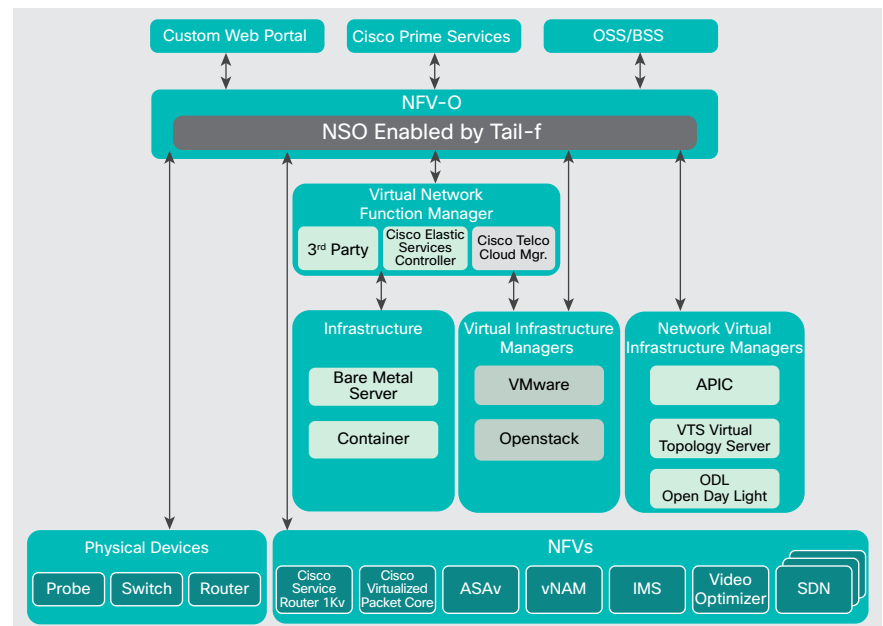 Custom Web Portal
Cisco Prime Services
OSS/BSS
NFV-O
NSO Enabled by Tail-f
Virtual Network
Function Manager
3rd Party
Cisco Elastic
Services
Controller
Cisco Telco
Cloud Mgr.
Infrastructure
Bare Metal
Server
Container
Virtual Infrastructure
Managers
VMware
Openstack
Network Virtual
Infrastructure Managers
APIC
VTS Virtual
Topology Server
ODL
Open Day Light
Physical Devices
Probe
Switch
Router
NFVs
Cisco
Service
Router 1Kv
Cisco
Virtualized
Packet Core
ASAv
vNAM
IMS
Video
Optimizer
SDN